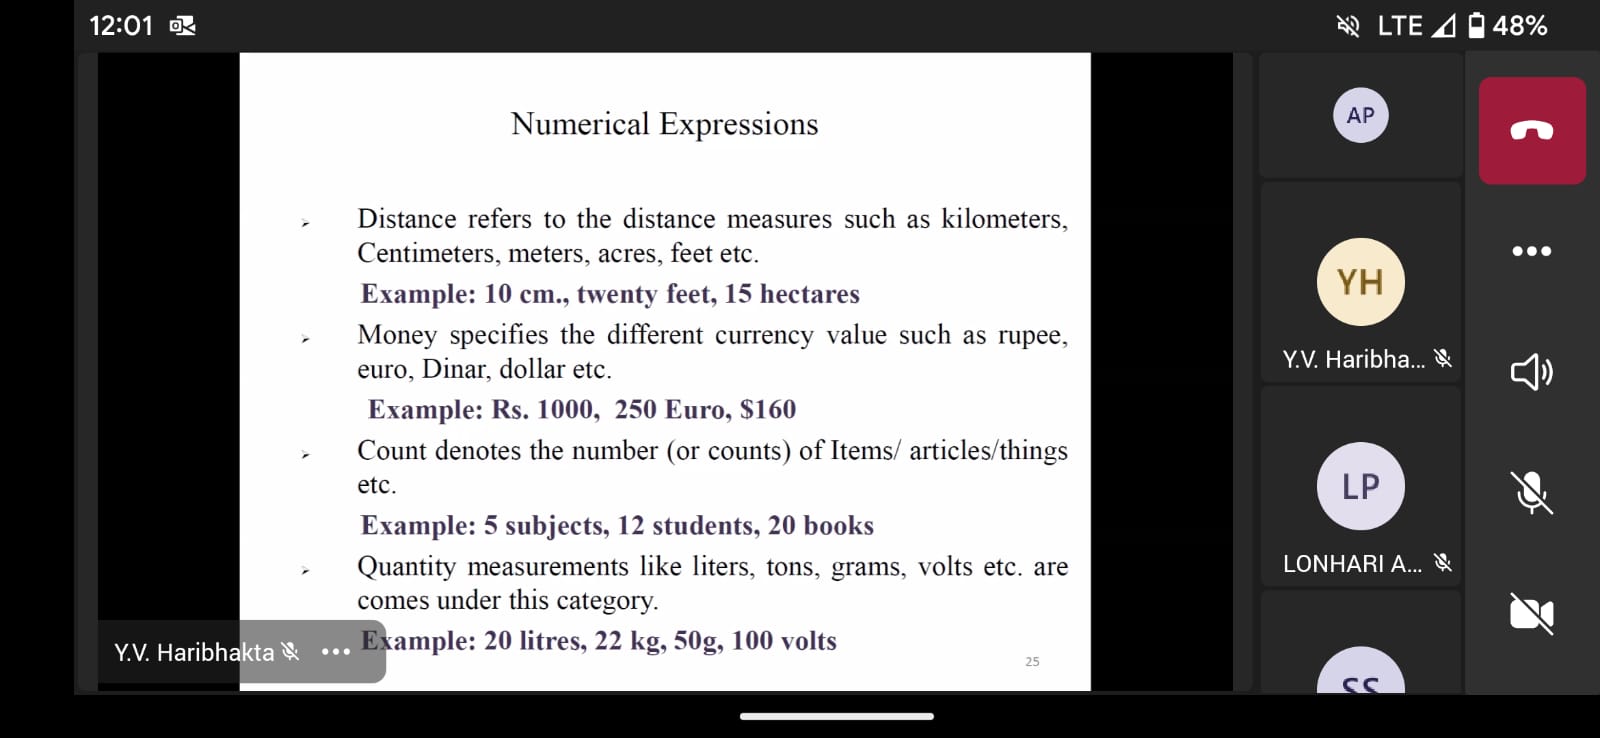 12:01
LTE 48%
Numerical Expressions
Distance refers to the distance measures such as kilometers,
Centimeters, meters, acres, feet etc.
Example: 10 cm., twenty feet, 15 hectares
Money specifies the different currency value such as rupee,
euro, Dinar, dollar etc.
Example: Rs. 1000, 250 Euro, $160
Count denotes the number (or counts) of Items/ articles/things
etc.
Example: 5 subjects, 12 students, 20 books
Quantity measurements like liters, tons, grams, volts etc. are
comes under this category.
Example: 20 litres, 22 kg, 50g, 100 volts
25
Y.V. Haribhakta
AP
YH
Y.V. Haribha...
LP
LONHARI A...
SS